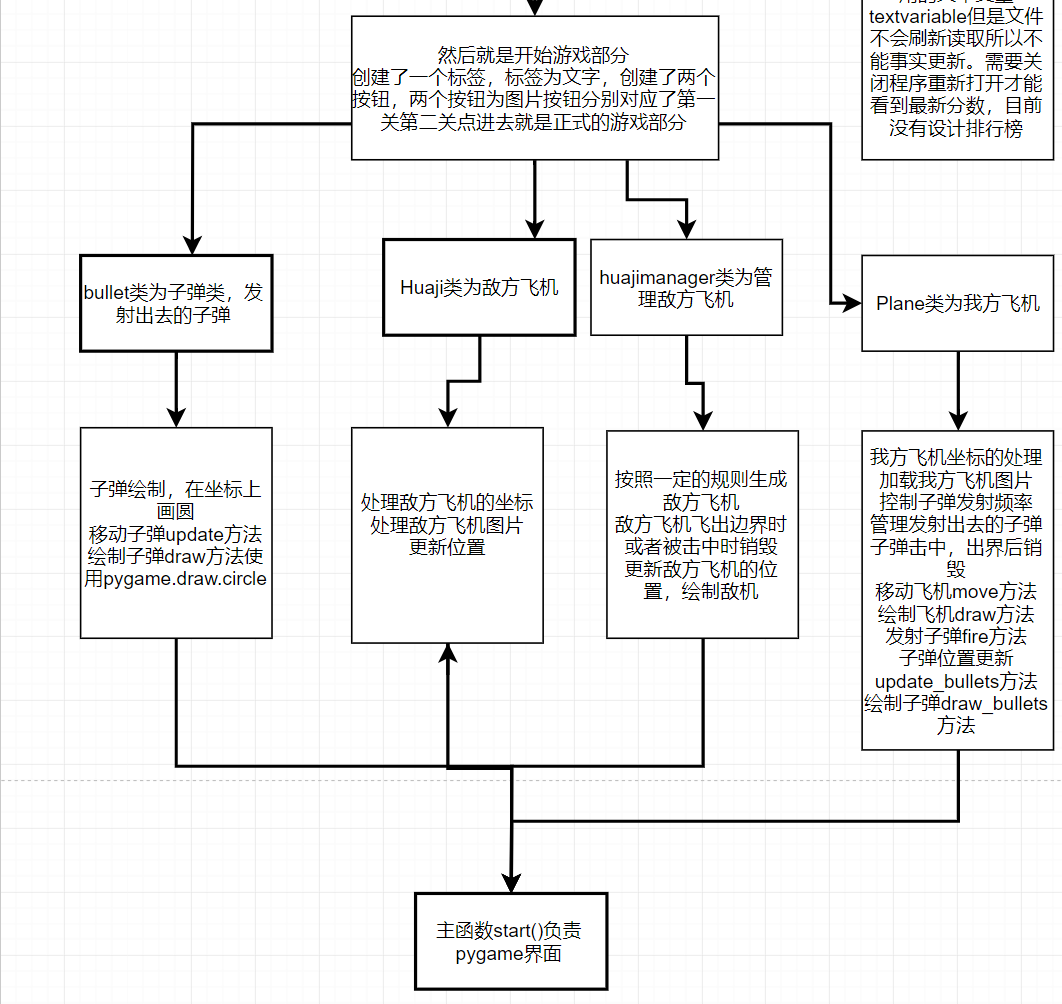 然后就是开始游戏部分
创建了一个标签，标签为文字，创建了两个
按钮，两个按钮为图片按钮分别对应了第一
关第二关点进去就是正式的游戏部分
textvariable但是文件
不会刷新读取所以不
能事实更新。需要关
闭程序重新打开才能
看到最新分数，目前
没有设计排行榜
bullet类为子弹类，发
射出去的子弹
Huaji类为敌方飞机
huajimanager类为管
理敌方飞机
Plane类为我方飞机
子弹绘制，在坐标上
画圆
移动子弹update方法
绘制子弹draw方法使
用pygame.draw.circle
处理敌方飞机的坐标
处理敌方飞机图片
更新位置
按照一定的规则生成
敌方飞机
敌方飞机飞出边界时
或者被击中时销毁
更新敌方飞机的位
置，绘制敌机
我方飞机坐标的处理
加载我方飞机图片
控制子弹发射频率
管理发射出去的子弹
子弹击中，出界后销
毁
移动飞机move方法
绘制飞机draw方法
发射子弹fire方法
子弹位置更新
update_bullets方法
绘制子弹draw_bullets
方法
主函数start()负责
pygame界面